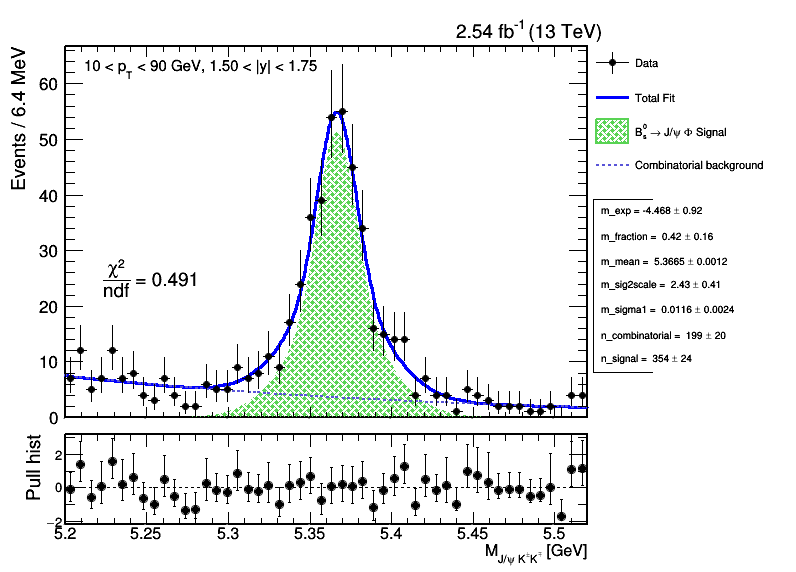 2.54 fb⁻¹ (13 TeV)
10 < p_T < 90 GeV, 1.50 < |y| < 1.75
Events / 6.4 MeV
60
50
40
30
20
10
0
χ²/ndf = 0.491
Data
Total Fit
B_s^0 → J/ψ Φ Signal
Combinatorial background
m_exp = -4.468 ± 0.92
m_fraction = 0.42 ± 0.16
m_mean = 5.3665 ± 0.0012
m_sig2scale = 2.43 ± 0.41
m_sigma1 = 0.0116 ± 0.0024
n_combinatorial = 199 ± 20
n_signal = 354 ± 24
Pull hist
2
0
−2
5.2 5.25 5.3 5.35 5.4 5.45 5.5
M_{J/ψ K^±K^∓} [GeV]